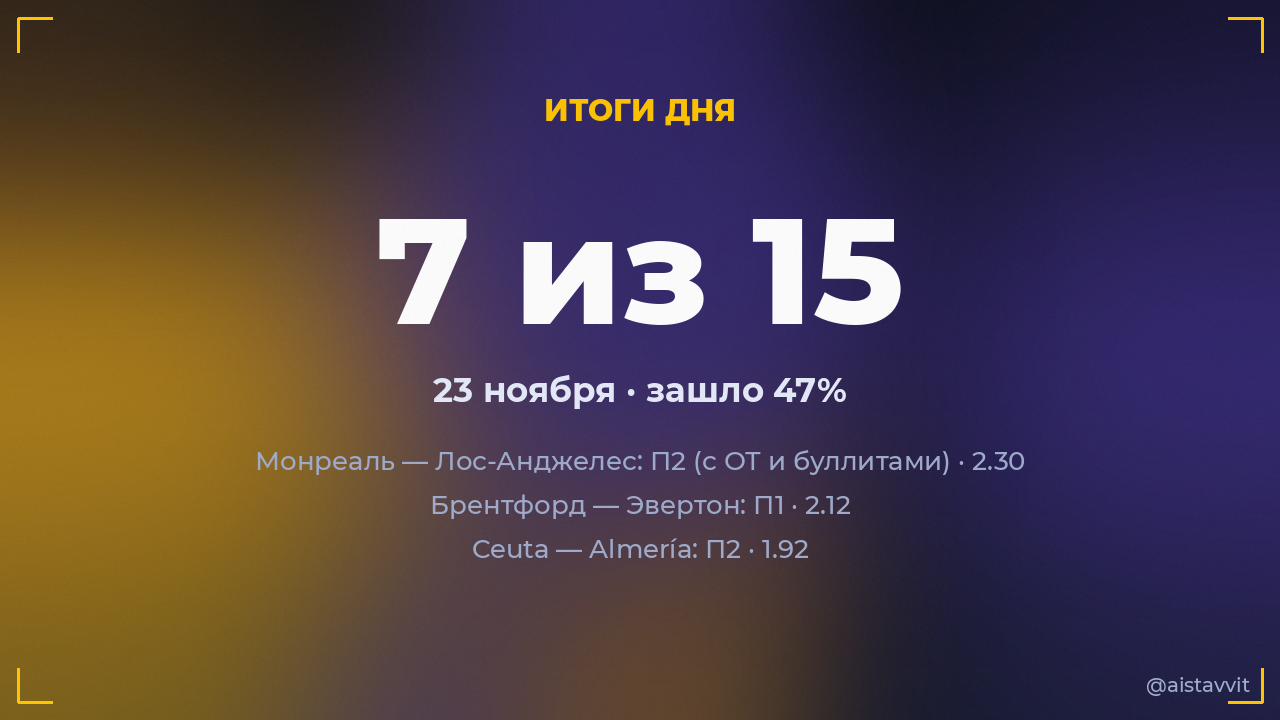 ИТОГИ ДНЯ
7 из 15
23 ноября · зашло 47%
Монреаль — Лос-Анджелес: П2 (с ОТ и буллитами) · 2.30
Брентфорд — Эвертон: П1 · 2.12
Ceuta — Almería: П2 · 1.92
@aistavvit